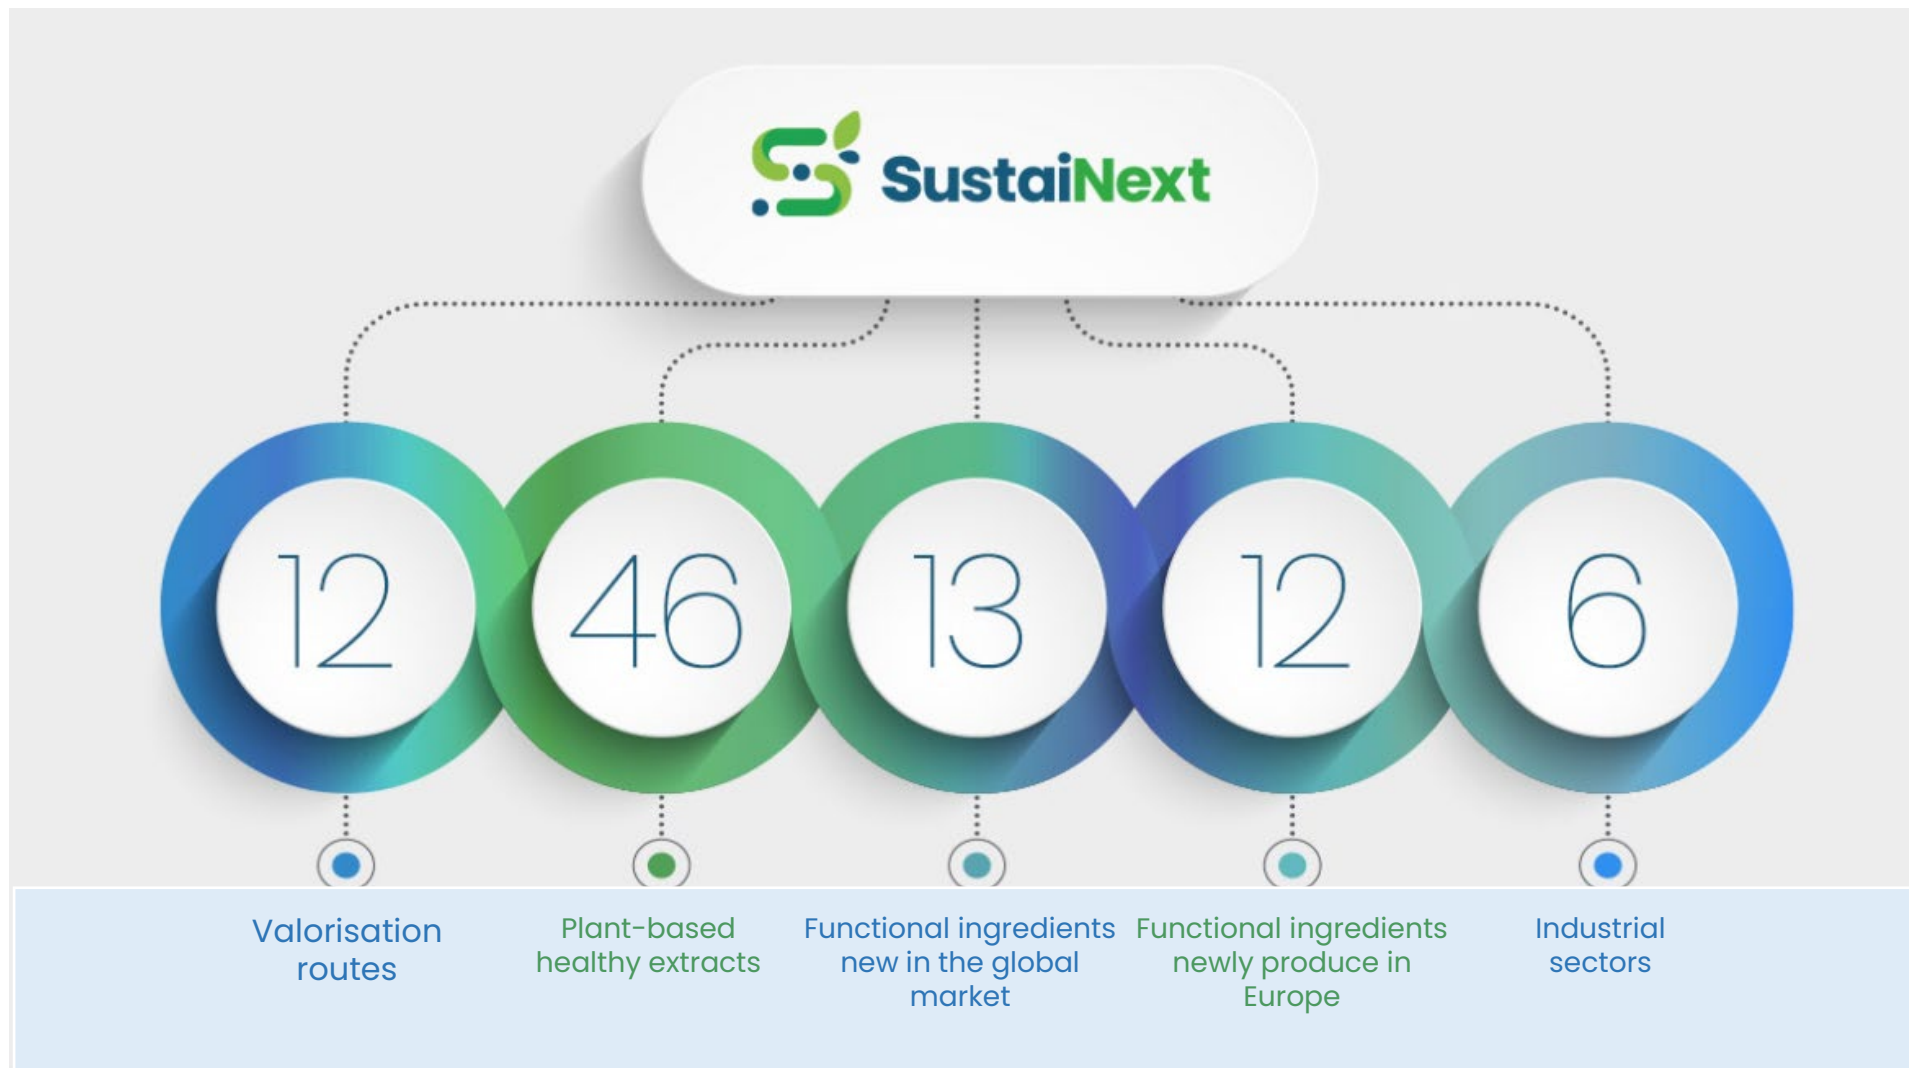 SustaiNext
12
46
13
12
6
Valorisation
routes
Plant-based
healthy extracts
Functional ingredients
new in the global
market
Functional ingredients
newly produce in
Europe
Industrial
sectors